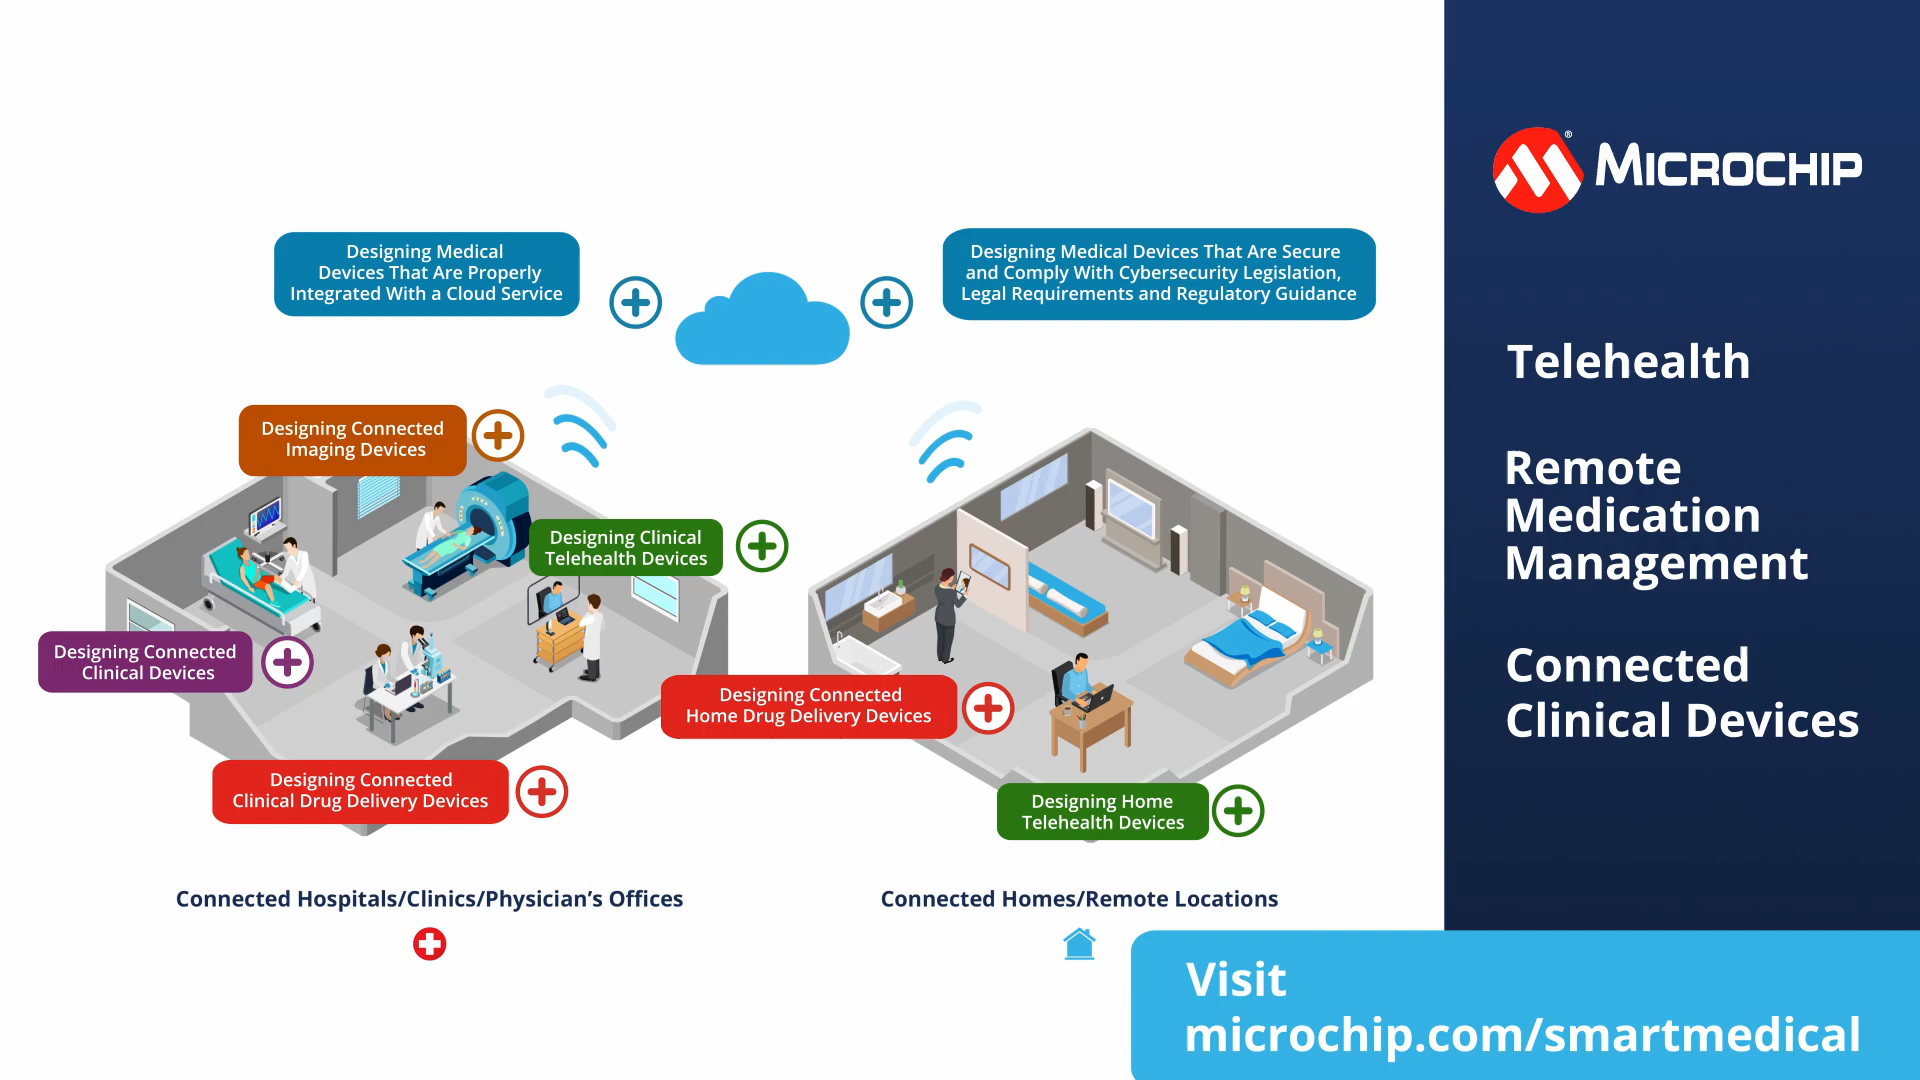 MICROCHIP
®
Designing Medical
Devices That Are Properly
Integrated With a Cloud Service
Designing Medical Devices That Are Secure
and Comply With Cybersecurity Legislation,
Legal Requirements and Regulatory Guidance
Designing Connected
Imaging Devices
Designing Clinical
Telehealth Devices
Designing Connected
Clinical Devices
Designing Connected
Home Drug Delivery Devices
Designing Connected
Clinical Drug Delivery Devices
Designing Home
Telehealth Devices
Connected Hospitals/Clinics/Physician’s Offices
Connected Homes/Remote Locations
Telehealth
Remote
Medication
Management
Connected
Clinical Devices
Visit
microchip.com/smartmedical